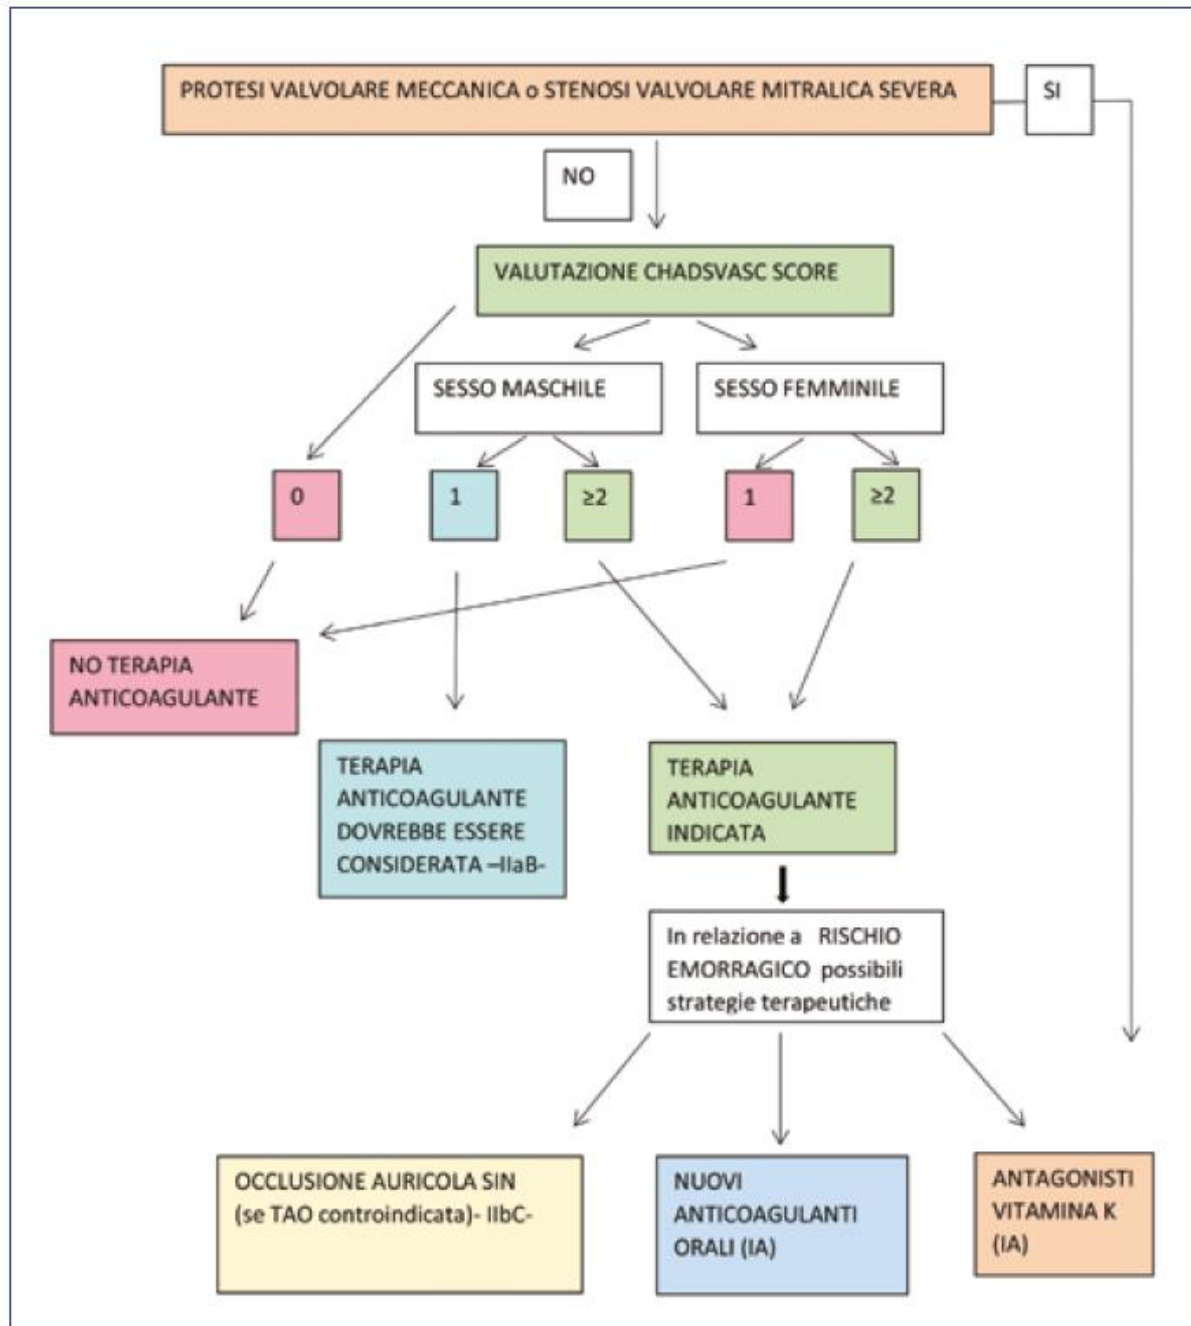 PROTESI VALVOLARE MECCANICA o STENOSI VALVOLARE MITRALICA SEVERA
SI
NO
VALUTAZIONE CHADSVASC SCORE
SESSO MASCHILE
SESSO FEMMINILE
0
1
≥2
1
≥2
NO TERAPIA
ANTICOAGULANTE
TERAPIA
ANTICOAGULANTE
DOVREBBE ESSERE
CONSIDERATA –IIaB-
TERAPIA
ANTICOAGULANTE
INDICATA
In relazione a RISCHIO
EMORRAGICO possibili
strategie terapeutiche
OCCLUSIONE AURICOLA SIN
(se TAO controindicata)- IIbC-
NUOVI
ANTICOAGULANTI
ORALI (IA)
ANTAGONISTI
VITAMINA K
(IA)